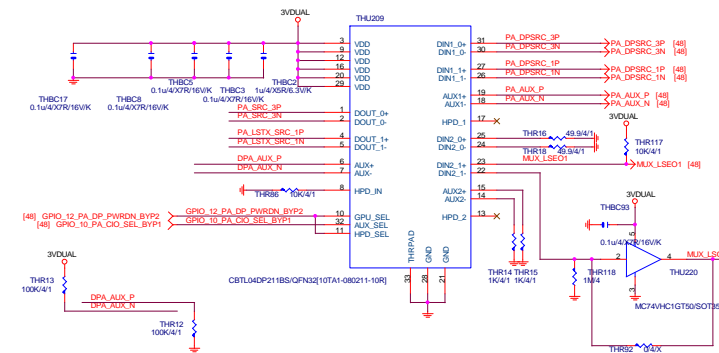 3VDUAL
THU209
3 VDD
9 VDD
12 VDD
16 VDD
20 VDD
29 VDD
THBC17
0.1u/4/X7R/16V/K
THBC8
0.1u/4/X7R/16V/K
THBC5
0.1u/4/X7R/16V/K
THBC3
0.1u/4/X7R/16V/K
THBC2
1u/4/X5R/6.3V/K
PA_SRC_3P 1 DOUT_0+
PA_SRC_3N 2 DOUT_0-
PA_LSTX_SRC_1P 4 DOUT_1+
PA_LSTX_SRC_1N 5 DOUT_1-
DPA_AUX_P 6 AUX+
DPA_AUX_N 7 AUX-
THR86 10K/4/1 8 HPD_IN
[48] GPIO_12_PA_DP_PWRDN_BYP2 GPIO_12_PA_DP_PWRDN_BYP2 10 GPU_SEL
[48] GPIO_10_PA_CIO_SEL_BYP1 GPIO_10_PA_CIO_SEL_BYP1 32 AUX_SEL
11 HPD_SEL
DIN1_0+ 31 PA_DPSRC_3P PA_DPSRC_3P [48]
DIN1_0- 30 PA_DPSRC_3N PA_DPSRC_3N [48]
DIN1_1+ 27 PA_DPSRC_1P PA_DPSRC_1P [48]
DIN1_1- 26 PA_DPSRC_1N PA_DPSRC_1N [48]
AUX1+ 19 PA_AUX_P PA_AUX_P [48]
AUX1- 18 PA_AUX_N PA_AUX_N [48]
HPD_1 17
DIN2_0+ 25 THR16 49.9/4/1
DIN2_0- 24 THR18 49.9/4/1
DIN2_1+ 23 MUX_LSEO1 MUX_LSEO1 [48]
DIN2_1- 22
AUX2+ 15
AUX2- 14
HPD_2 13
3VDUAL
THR117
10K/4/1
THRPAD
GND
GND
33
28
21
CBTL04DP211BS/QFN32[10TA1-080211-10R]
THR14 THR15
1K/4/1 1K/4/1
3VDUAL
THBC93
0.1u/4/X7R/16V/K
5
2
4
3
THU220
MC74VHC1GT50/SOT35
THR118
1M/4
THR92 0/4/X
3VDUAL
THR13
100K/4/1
DPA_AUX_P
DPA_AUX_N
THR12
100K/4/1